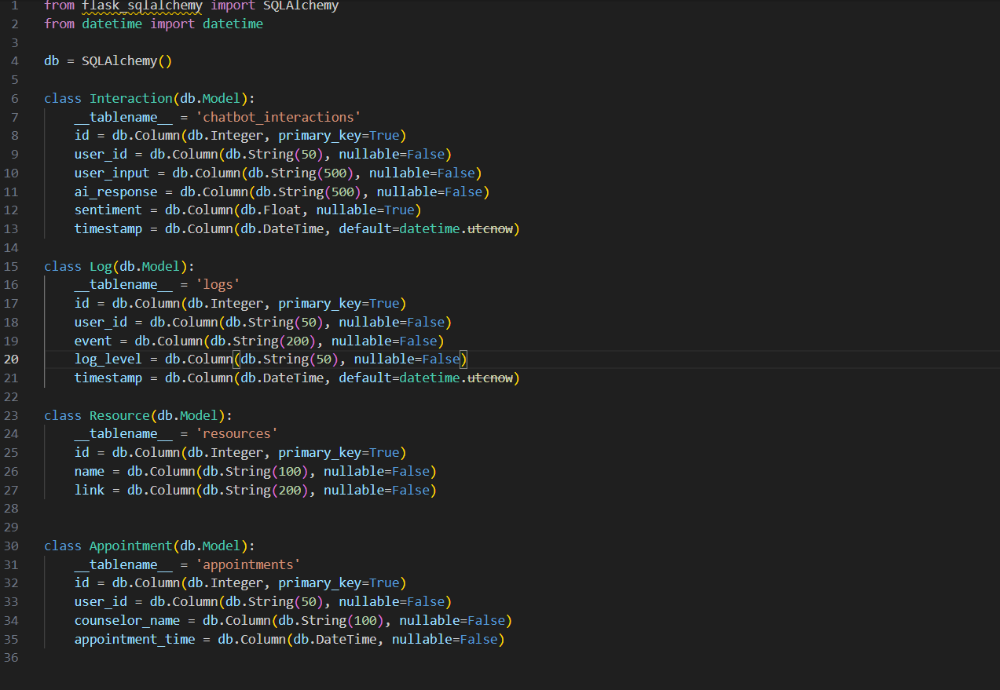 1 from flask_sqlalchemy import SQLAlchemy
2 from datetime import datetime
3
4 db = SQLAlchemy()
5
6 class Interaction(db.Model):
7     __tablename__ = 'chatbot_interactions'
8     id = db.Column(db.Integer, primary_key=True)
9     user_id = db.Column(db.String(50), nullable=False)
10     user_input = db.Column(db.String(500), nullable=False)
11     ai_response = db.Column(db.String(500), nullable=False)
12     sentiment = db.Column(db.Float, nullable=True)
13     timestamp = db.Column(db.DateTime, default=datetime.utcnow)
14
15 class Log(db.Model):
16     __tablename__ = 'logs'
17     id = db.Column(db.Integer, primary_key=True)
18     user_id = db.Column(db.String(50), nullable=False)
19     event = db.Column(db.String(200), nullable=False)
20     log_level = db.Column(db.String(50), nullable=False)
21     timestamp = db.Column(db.DateTime, default=datetime.utcnow)
22
23 class Resource(db.Model):
24     __tablename__ = 'resources'
25     id = db.Column(db.Integer, primary_key=True)
26     name = db.Column(db.String(100), nullable=False)
27     link = db.Column(db.String(200), nullable=False)
28
29
30 class Appointment(db.Model):
31     __tablename__ = 'appointments'
32     id = db.Column(db.Integer, primary_key=True)
33     user_id = db.Column(db.String(50), nullable=False)
34     counselor_name = db.Column(db.String(100), nullable=False)
35     appointment_time = db.Column(db.DateTime, nullable=False)
36